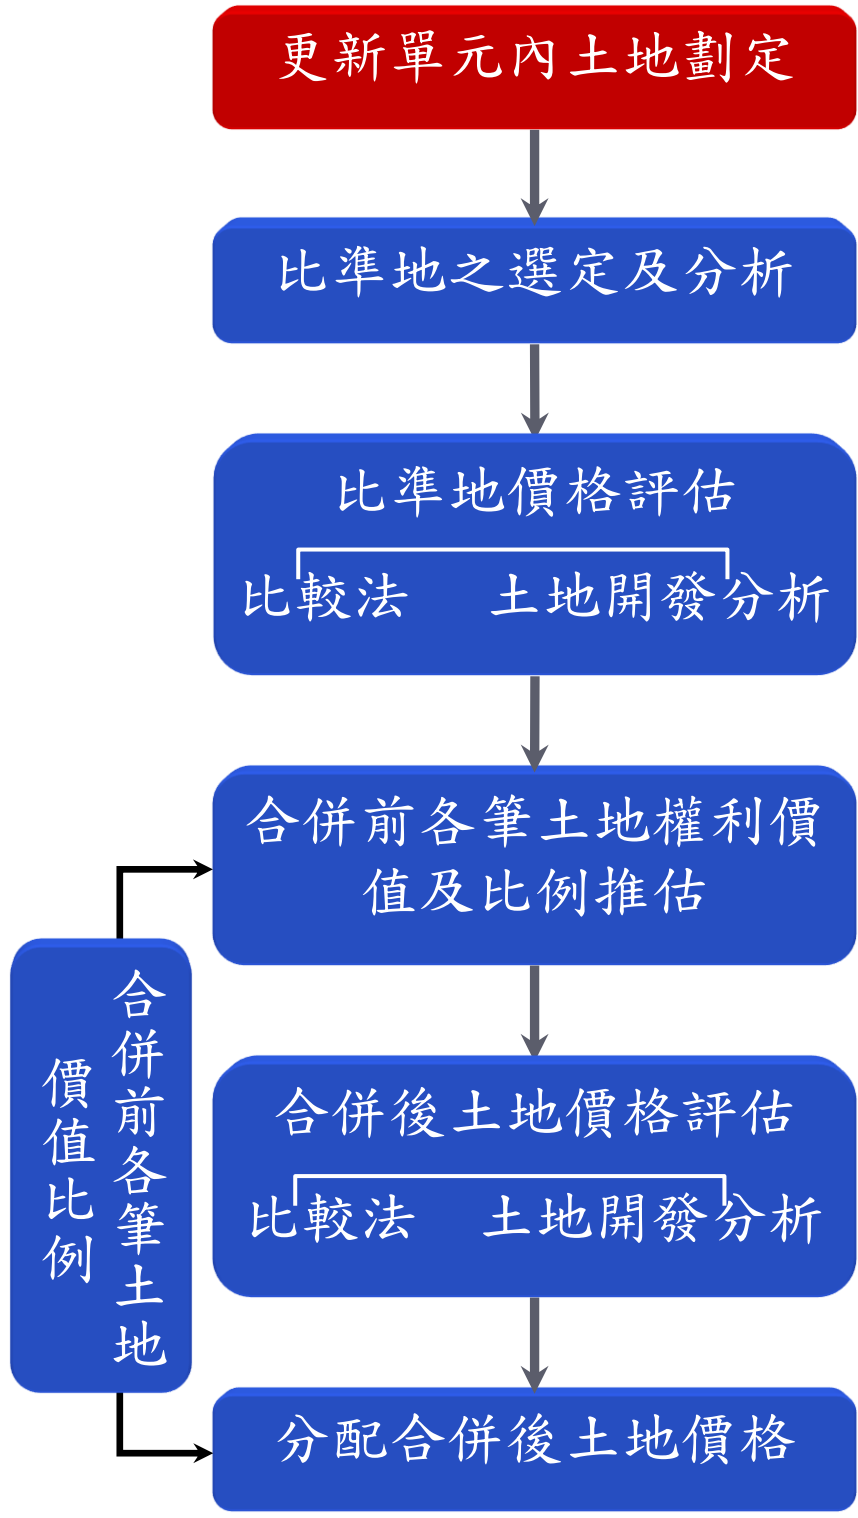 更新單元內土地劃定
比準地之選定及分析
比準地價格評估
比較法 土地開發分析
合併前各筆土地權利價
值及比例推估
合併前各筆土地
價值比例
合併後土地價格評估
比較法 土地開發分析
分配合併後土地價格